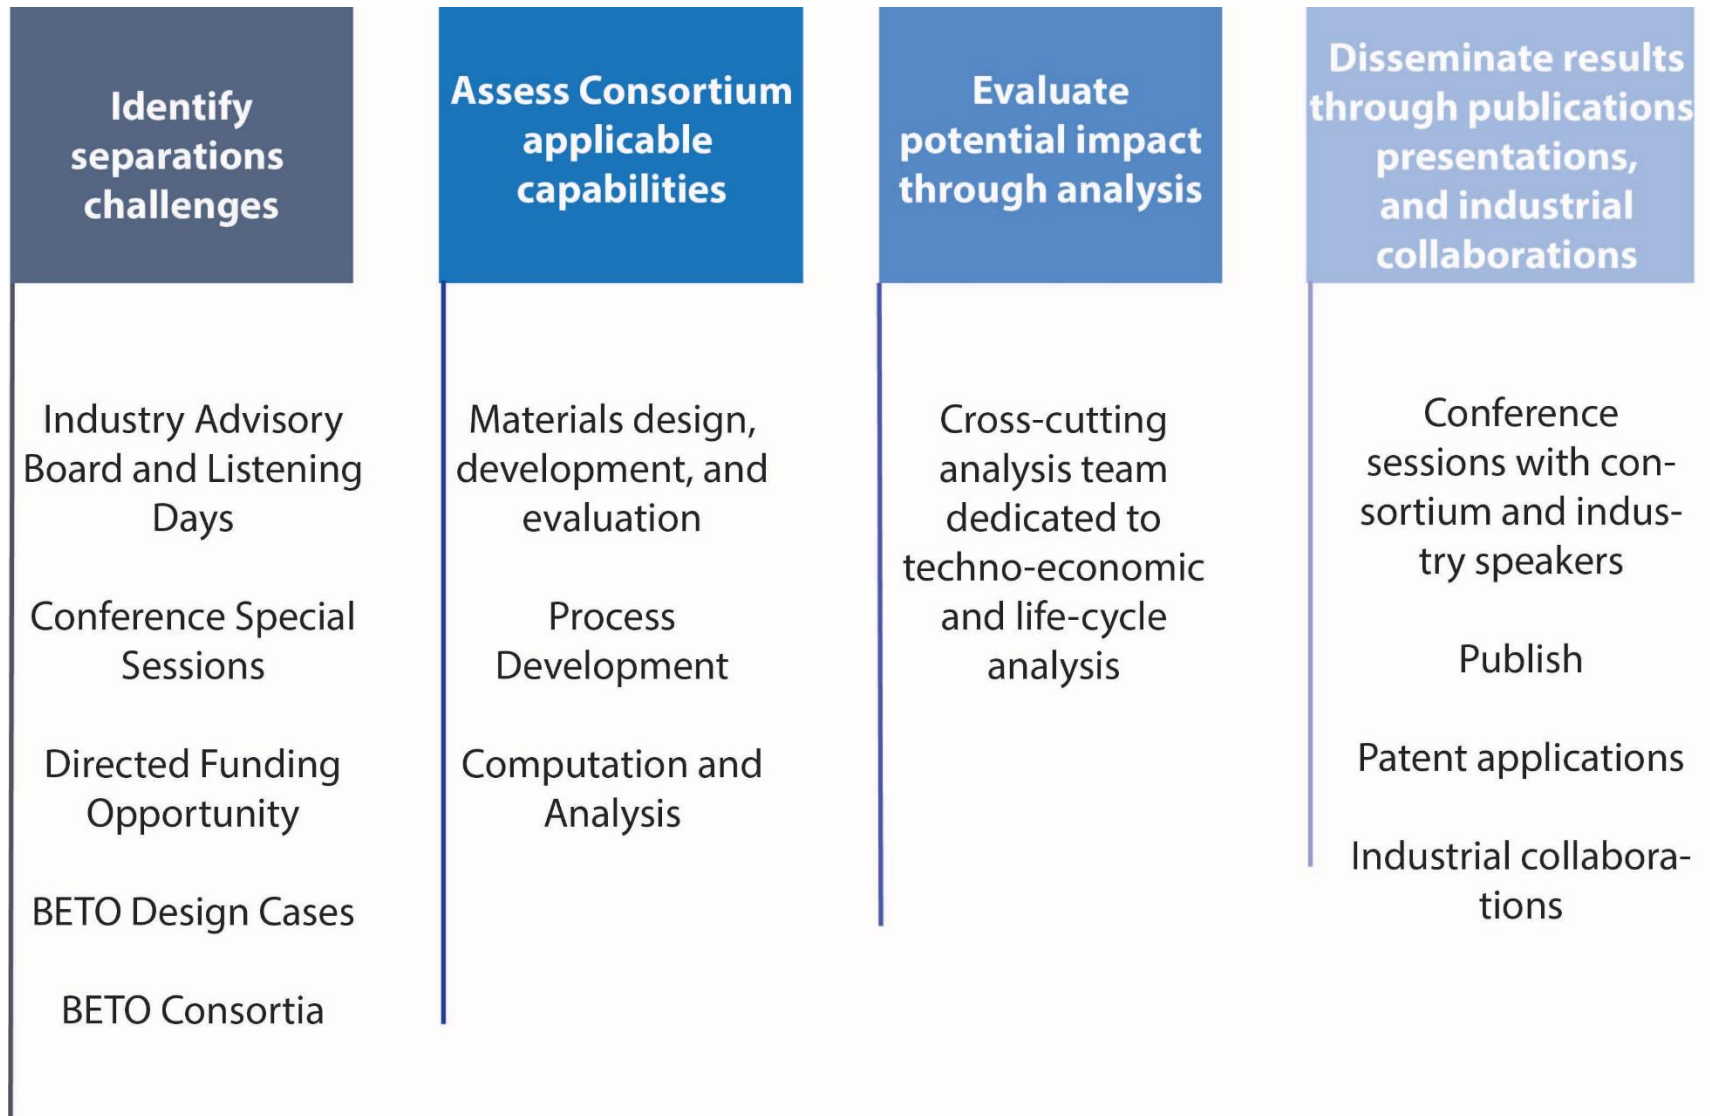 Identify
separations
challenges
Industry Advisory
Board and Listening
Days
Conference Special
Sessions
Directed Funding
Opportunity
BETO Design Cases
BETO Consortia
Assess Consortium
applicable
capabilities
Materials design,
development, and
evaluation
Process
Development
Computation and
Analysis
Evaluate
potential impact
through analysis
Cross-cutting
analysis team
dedicated to
techno-economic
and life-cycle
analysis
Disseminate results
through publications
presentations,
and industrial
collaborations
Conference
sessions with con-
sortium and indus-
try speakers
Publish
Patent applications
Industrial collabora-
tions